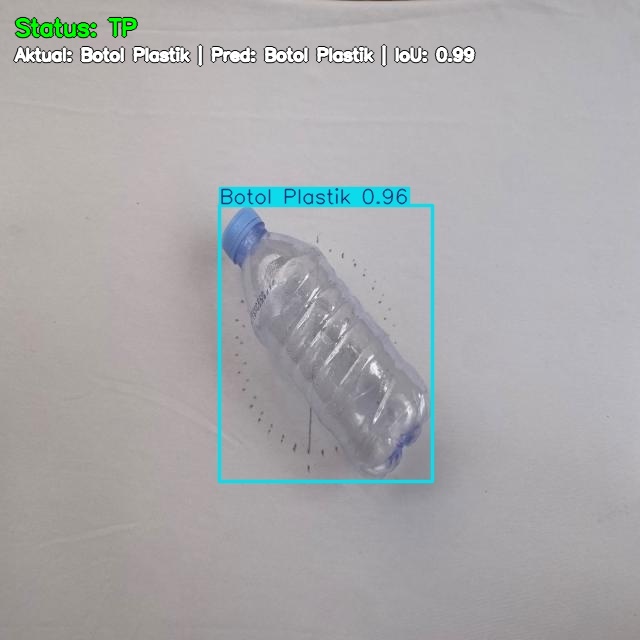 Status: TP
Aktual: Botol Plastik | Pred: Botol Plastik | IoU: 0.99
Botol Plastik 0.96